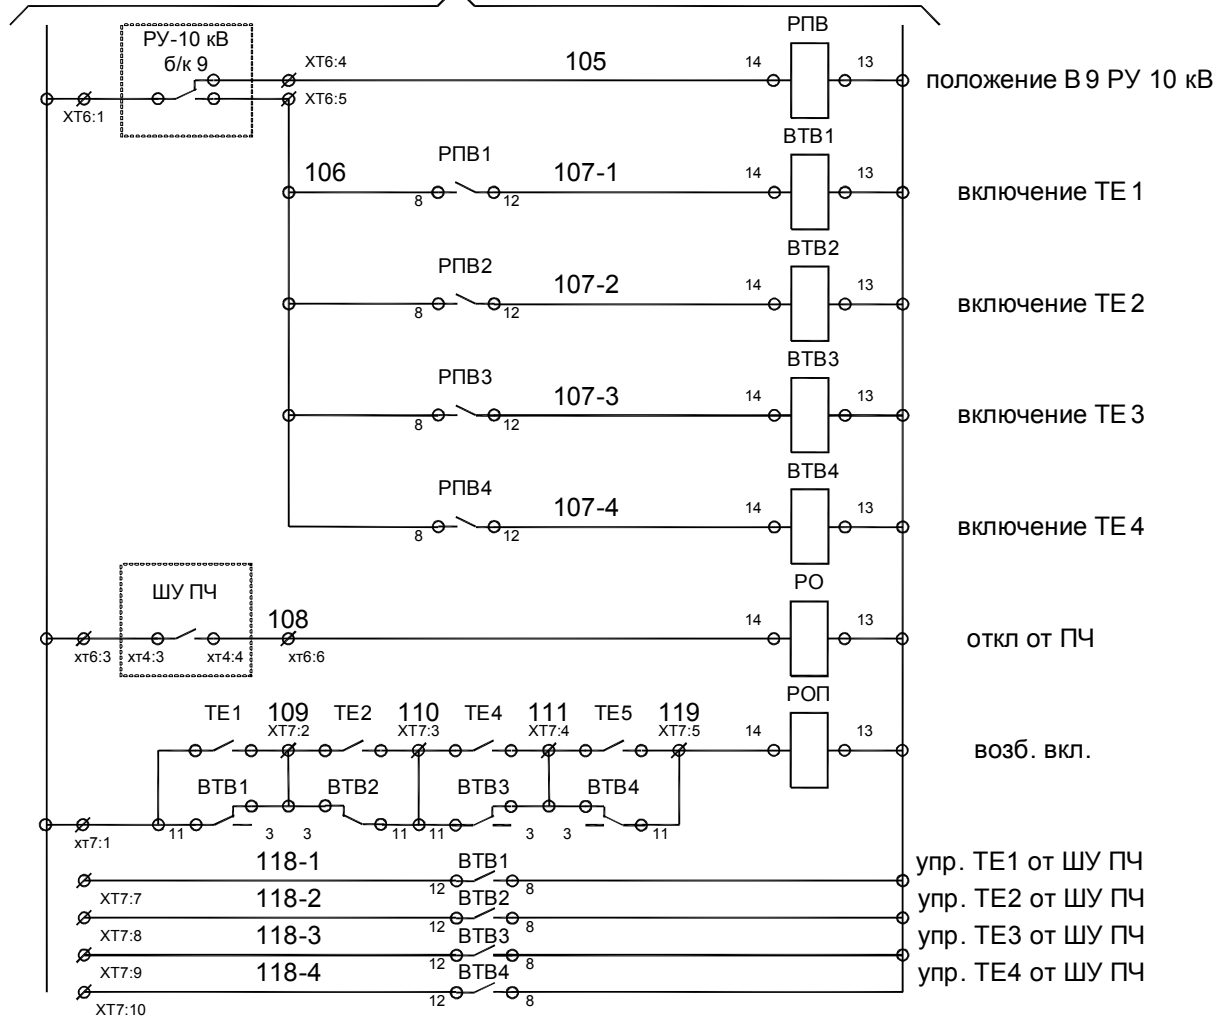 РУ-10 кВ
б/к 9
РПВ
XT6:4
105
14
13
положение В 9 РУ 10 кВ
XT6:1
XT6:5
ВТВ1
РПВ1
106
107-1
14
13
включение ТЕ 1
8
12
ВТВ2
РПВ2
107-2
14
13
включение ТЕ 2
8
12
ВТВ3
РПВ3
107-3
14
13
включение ТЕ 3
8
12
ВТВ4
РПВ4
107-4
14
13
включение ТЕ 4
8
12
ШУ ПЧ
РО
108
14
13
откл от ПЧ
хт6:3
хт4:3
хт4:4
хт6:6
РОП
ТЕ1
109
ТЕ2
110
ТЕ4
111
ТЕ5
119
XT7:2
XT7:3
XT7:4
XT7:5
14
13
возб. вкл.
ВТВ1
ВТВ2
ВТВ3
ВТВ4
11
3
3
11
11
3
3
11
хт7:1
118-1
ВТВ1
упр. ТЕ1 от ШУ ПЧ
XT7:7
12
8
118-2
ВТВ2
упр. ТЕ2 от ШУ ПЧ
XT7:8
12
8
118-3
ВТВ3
упр. ТЕ3 от ШУ ПЧ
XT7:9
12
8
118-4
ВТВ4
упр. ТЕ4 от ШУ ПЧ
XT7:10
12
8